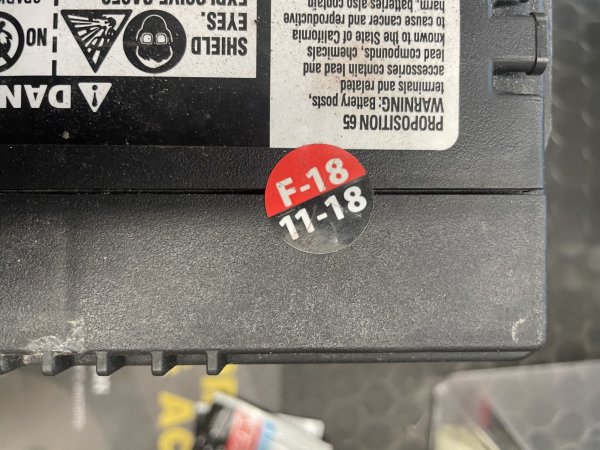 F-18
11-18
⚠ DAN
SHIELD
EYES.
EXPLOSIVE GASES
NO
PROPOSITION 65
WARNING: Battery posts,
terminals and related
accessories contain lead and
lead compounds, chemicals
known to the State of California
to cause cancer and reproductive
harm. Batteries also contain